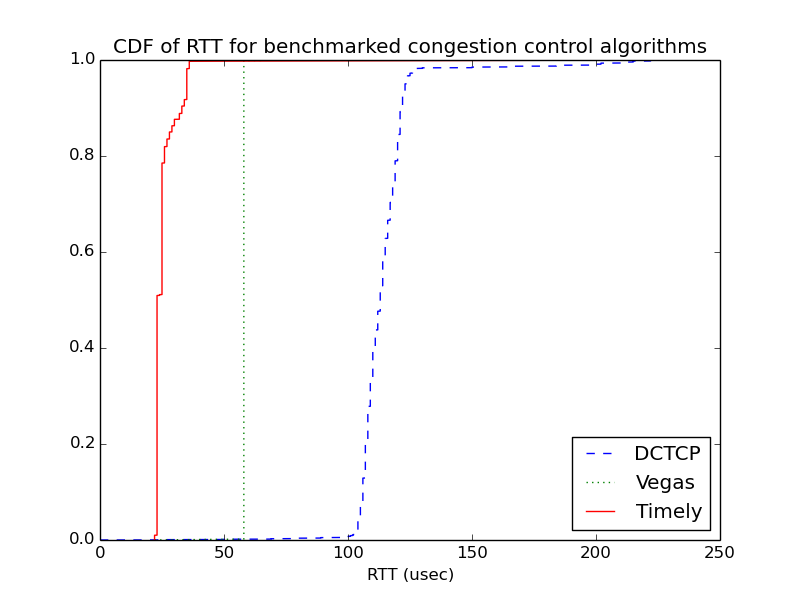 CDF of RTT for benchmarked congestion control algorithms
1.0
0.8
0.6
0.4
0.2
0.0
DCTCP
Vegas
Timely
0 50 100 150 200 250
RTT (usec)